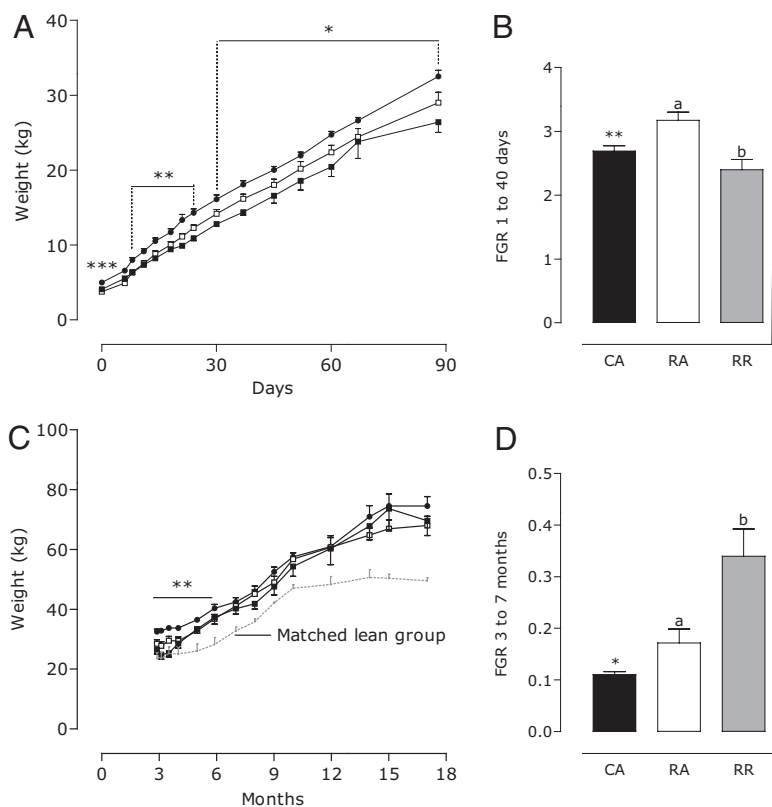 A
Weight (kg)
40
30
20
10
0
***
**
*
0 30 60 90
Days
B
FGR 1 to 40 days
4
3
2
1
0
**
a
b
CA RA RR
C
Weight (kg)
100
80
60
40
20
0
**
Matched lean group
0 3 6 9 12 15 18
Months
D
FGR 3 to 7 months
0.5
0.4
0.3
0.2
0.1
0.0
*
a
b
CA RA RR